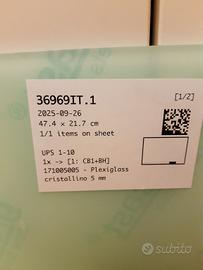 36969IT.1
[1/2]
2025-09-26
47.4 x 21.7 cm
1/1 items on sheet
UPS 1-10
1x -> [1: CB1+BH]
171005005 - Plexiglass
cristallino 5 mm
subito